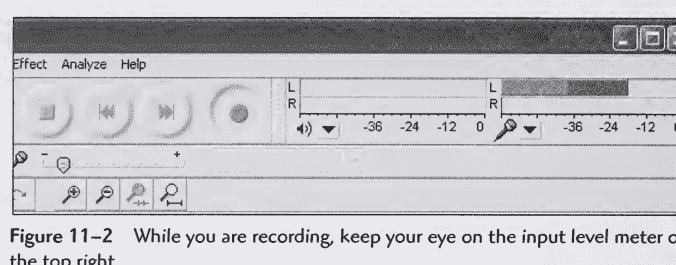 Effect Analyze Help
L
R
-36 -24 -12 0
L
R
-36 -24 -12
- +
Figure 11–2 While you are recording, keep your eye on the input level meter o
the top right